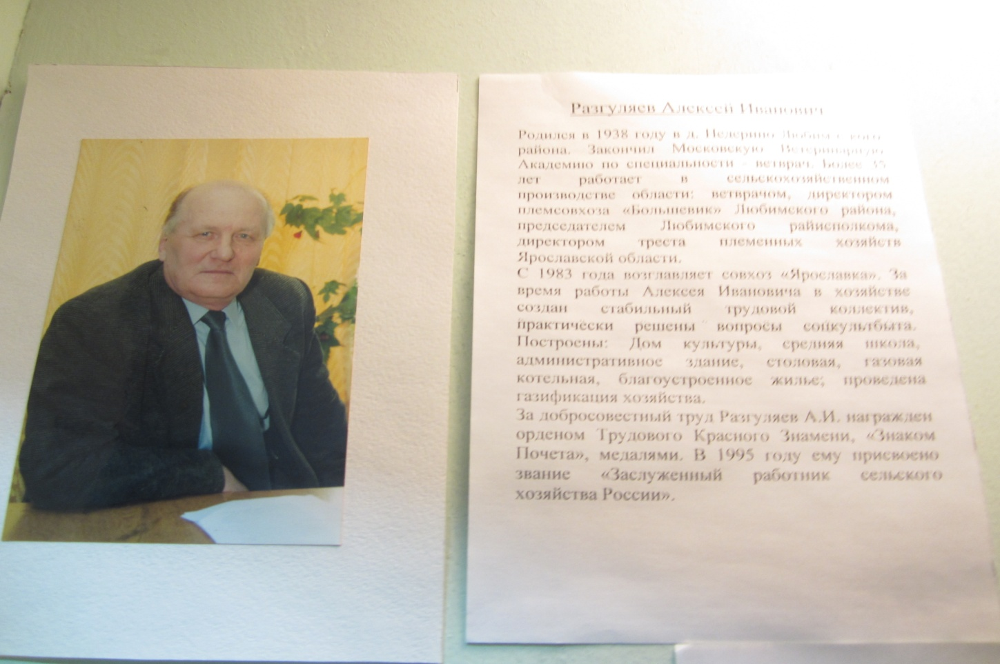 Разгуляев Алексей Иванович
Родился в 1938 году в д.
района. Закончил Московскую Ветеринарную
Академию по специальности - ветврач. Более 35
лет работает в сельскохозяйственном
производстве области: ветврачом, директором
племсовхоза «Большевик» Любимского района,
председателем Любимского райисполкома,
директором треста племенных хозяйств
Ярославской области.
С 1983 года возглавляет совхоз «Ярославка». За
время работы Алексея Ивановича в хозяйстве
создан стабильный трудовой коллектив,
практически решены вопросы соцкультбыта.
Построены: Дом культуры, средняя школа,
административное здание, столовая, газовая
котельная, благоустроенное жилье; проведена
газификация хозяйства.
За добросовестный труд Разгуляев А.И. награжден
орденом Трудового Красного Знамени, «Знаком
Почета», медалями. В 1995 году ему присвоено
звание «Заслуженный работник сельского
хозяйства России».